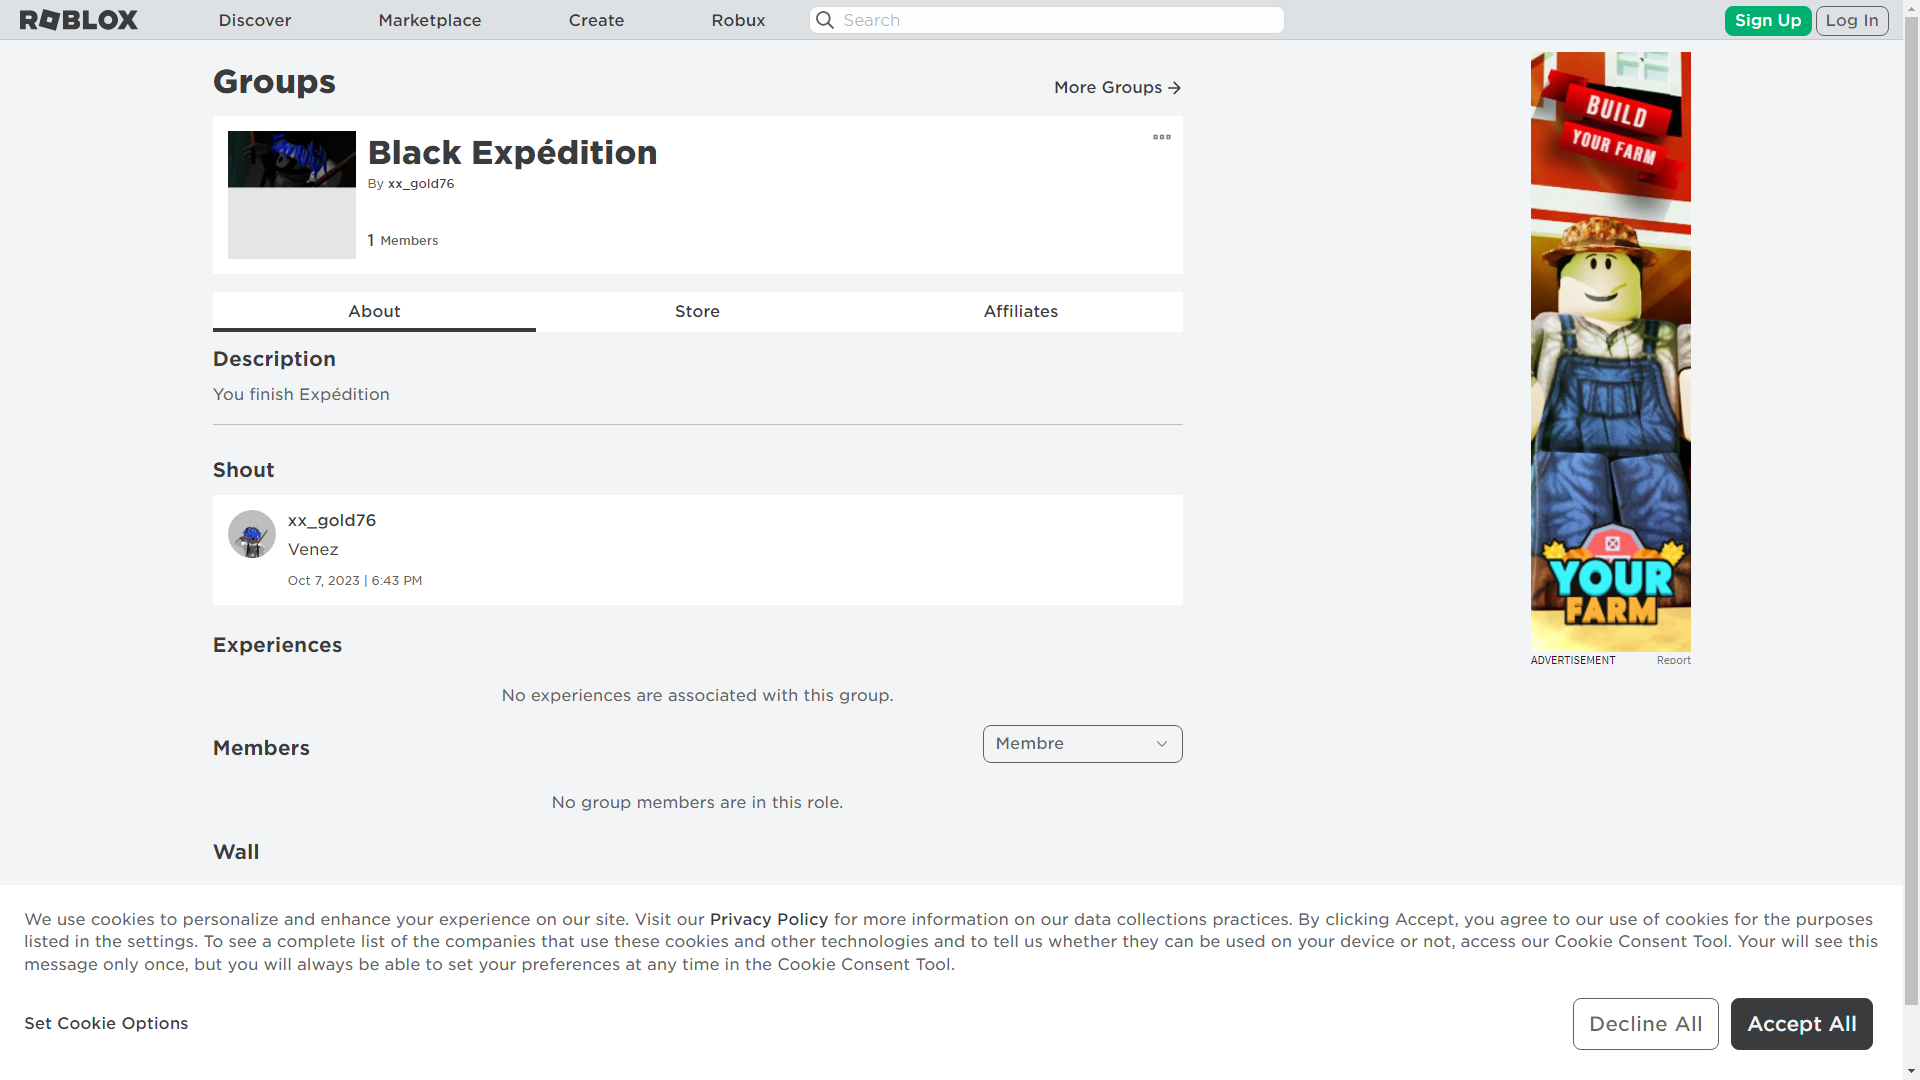 ROBLOX
Discover
Marketplace
Create
Robux
Search
Sign Up
Log In
Groups
More Groups
Black Expédition
By xx_gold76
1 Members
About
Store
Affiliates
Description
You finish Expédition
Shout
xx_gold76
Venez
Oct 7, 2023 | 6:43 PM
Experiences
No experiences are associated with this group.
Members
Membre
No group members are in this role.
Wall
BUILD
YOUR FARM
YOUR
FARM
ADVERTISEMENT
Report
We use cookies to personalize and enhance your experience on our site. Visit our Privacy Policy for more information on our data collections practices. By clicking Accept, you agree to our use of cookies for the purposes
listed in the settings. To see a complete list of the companies that use these cookies and other technologies and to tell us whether they can be used on your device or not, access our Cookie Consent Tool. Your will see this
message only once, but you will always be able to set your preferences at any time in the Cookie Consent Tool.
Set Cookie Options
Decline All
Accept All